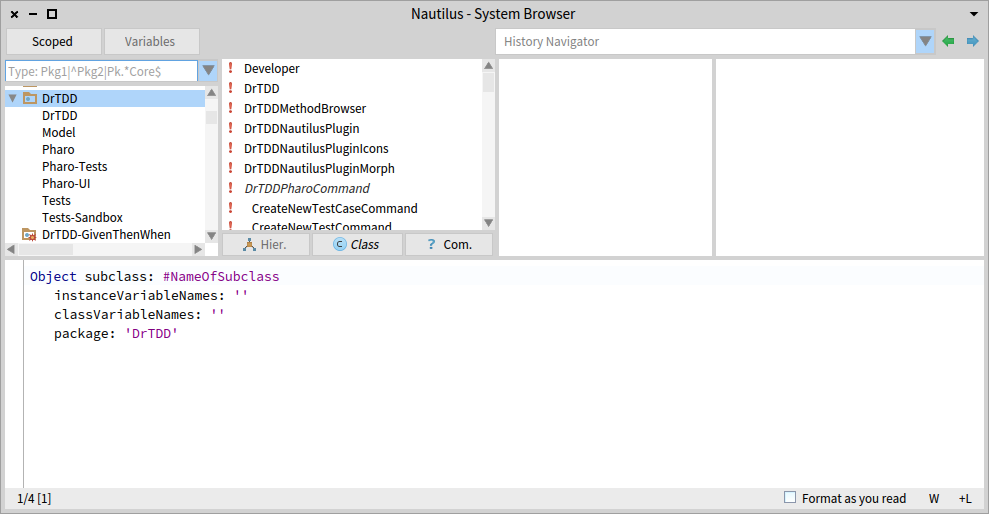 Nautilus - System Browser
Scoped
Variables
History Navigator
Type: Pkg1|^Pkg2|Pk.*Core$
DrTDD
DrTDD
Model
Pharo
Pharo-Tests
Pharo-UI
Tests
Tests-Sandbox
DrTDD-GivenThenWhen
! Developer
! DrTDD
! DrTDDMethodBrowser
! DrTDDNautilusPlugin
! DrTDDNautilusPluginIcons
! DrTDDNautilusPluginMorph
! DrTDDPharoCommand
CreateNewTestCaseCommand
CreateNewTestCommand
Hier.
C Class
? Com.
Object subclass: #NameOfSubclass
instanceVariableNames: ''
classVariableNames: ''
package: 'DrTDD'
1/4 [1]
Format as you read
W
+L